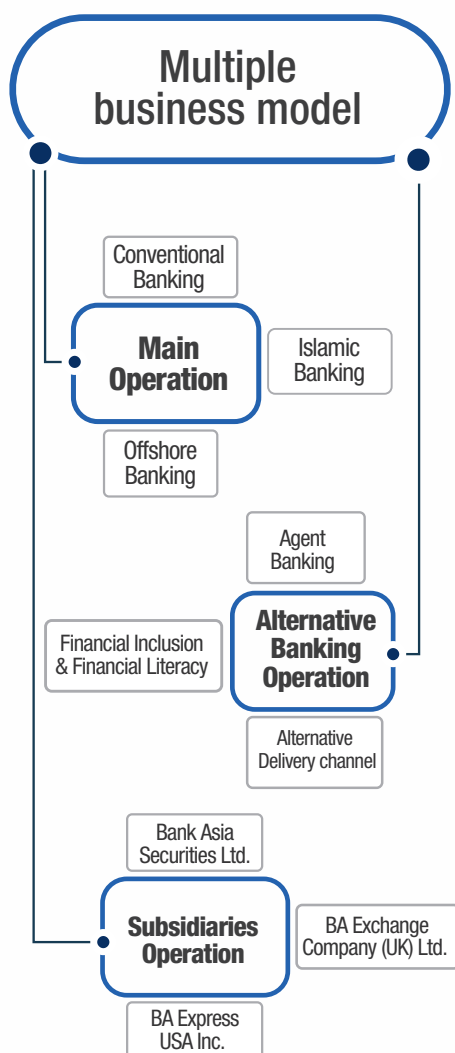 Multiple
business model
Conventional
Banking
Main
Operation
Islamic
Banking
Offshore
Banking
Agent
Banking
Alternative
Banking
Operation
Financial Inclusion
& Financial Literacy
Alternative
Delivery channel
Bank Asia
Securities Ltd.
Subsidiaries
Operation
BA Exchange
Company (UK) Ltd.
BA Express
USA Inc.